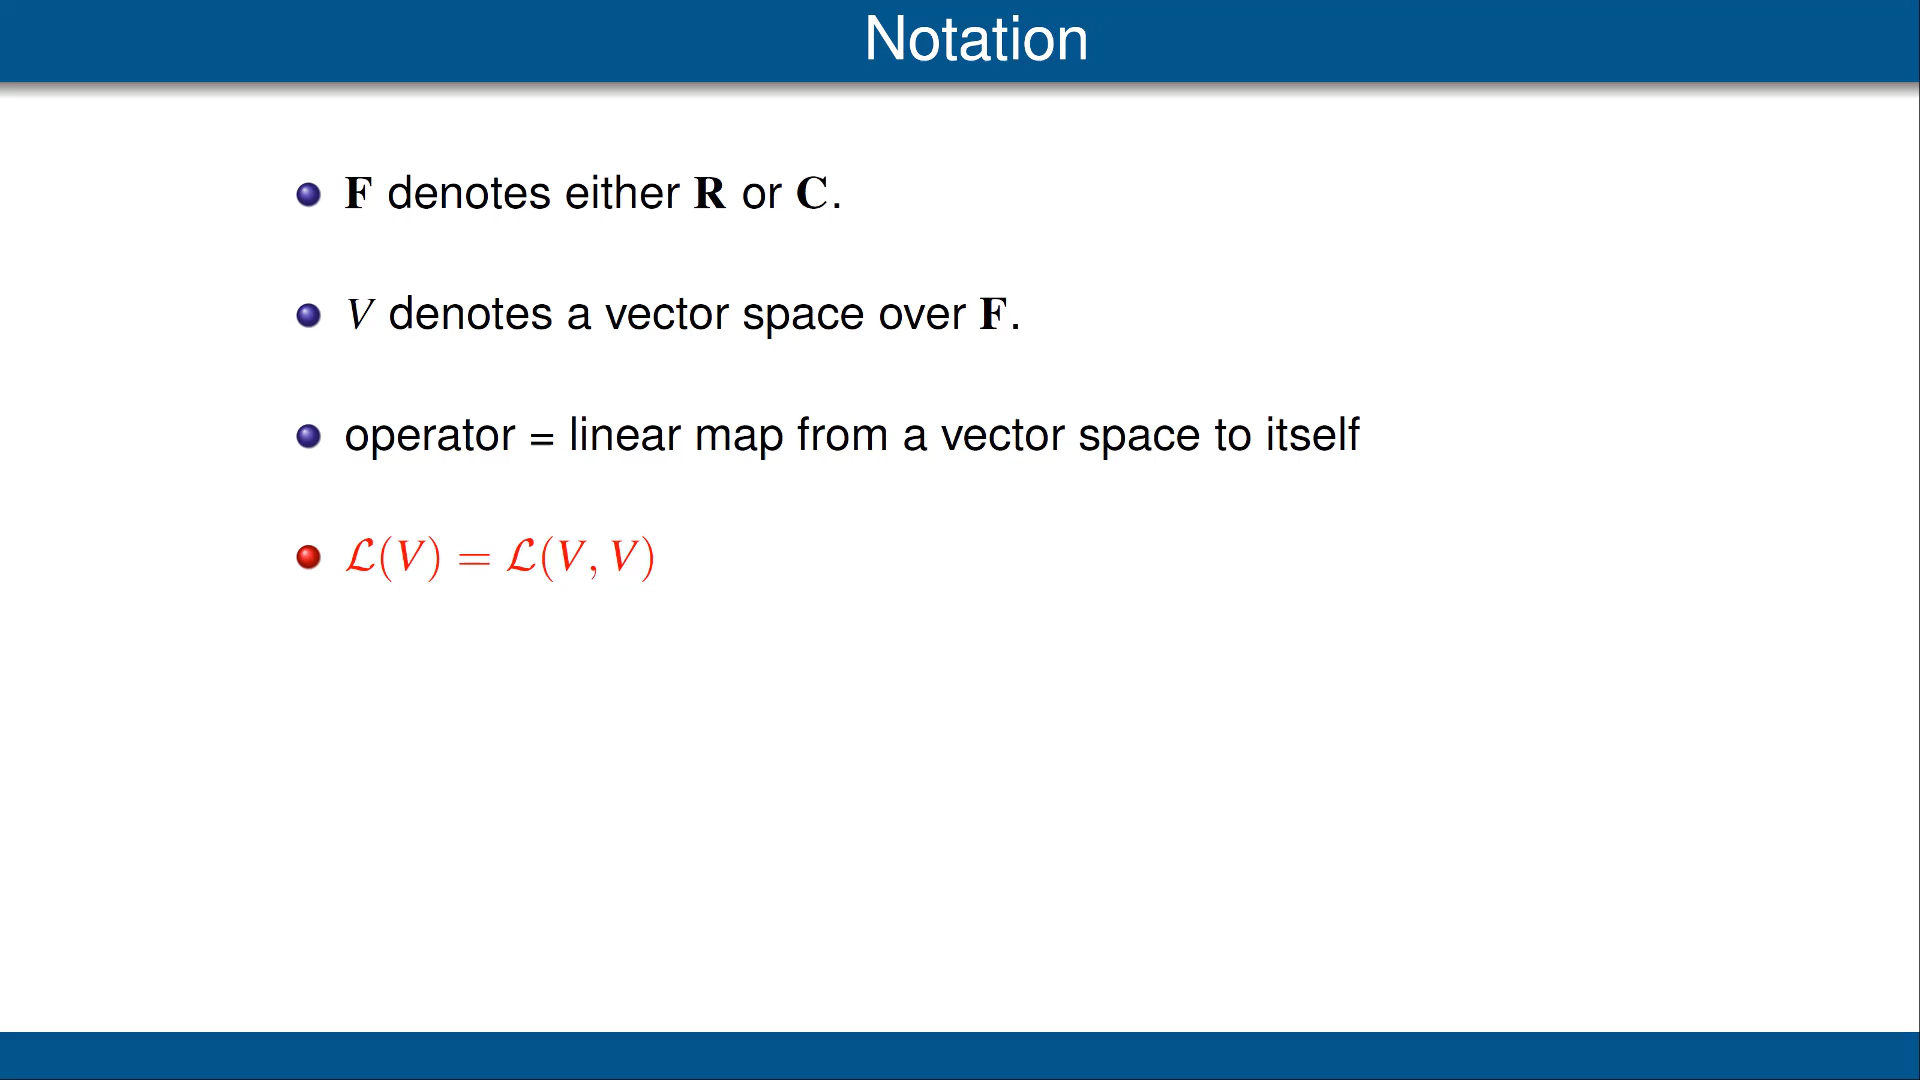 Notation
F denotes either R or C.
V denotes a vector space over F.
operator = linear map from a vector space to itself
ℒ(V) = ℒ(V, V)